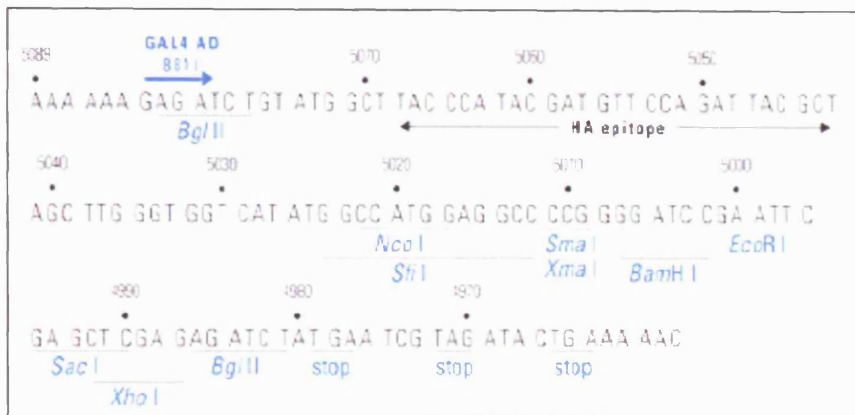 GAL4 AD
881
5089 5070 5060 5050
AAA AAA GAG ATC TGT ATG GCT TAC CCA TAC GAT GTT CCA GAT TAC GCT
Bgl II HA epitope
5040 5030 5020 5010 5000
AGC TTG GGT GGT CAT ATG GCC ATG GAG GCC CCG GGG ATC CGA ATT C
Nco I Sma I EcoR I
Sfi I Xma I BamH I
4990 4980 4970
GA GCT CGA GAG ATC TAT GAA TCG TAG ATA CTG AAA AAC
Sac I Bgl II stop stop stop
Xho I